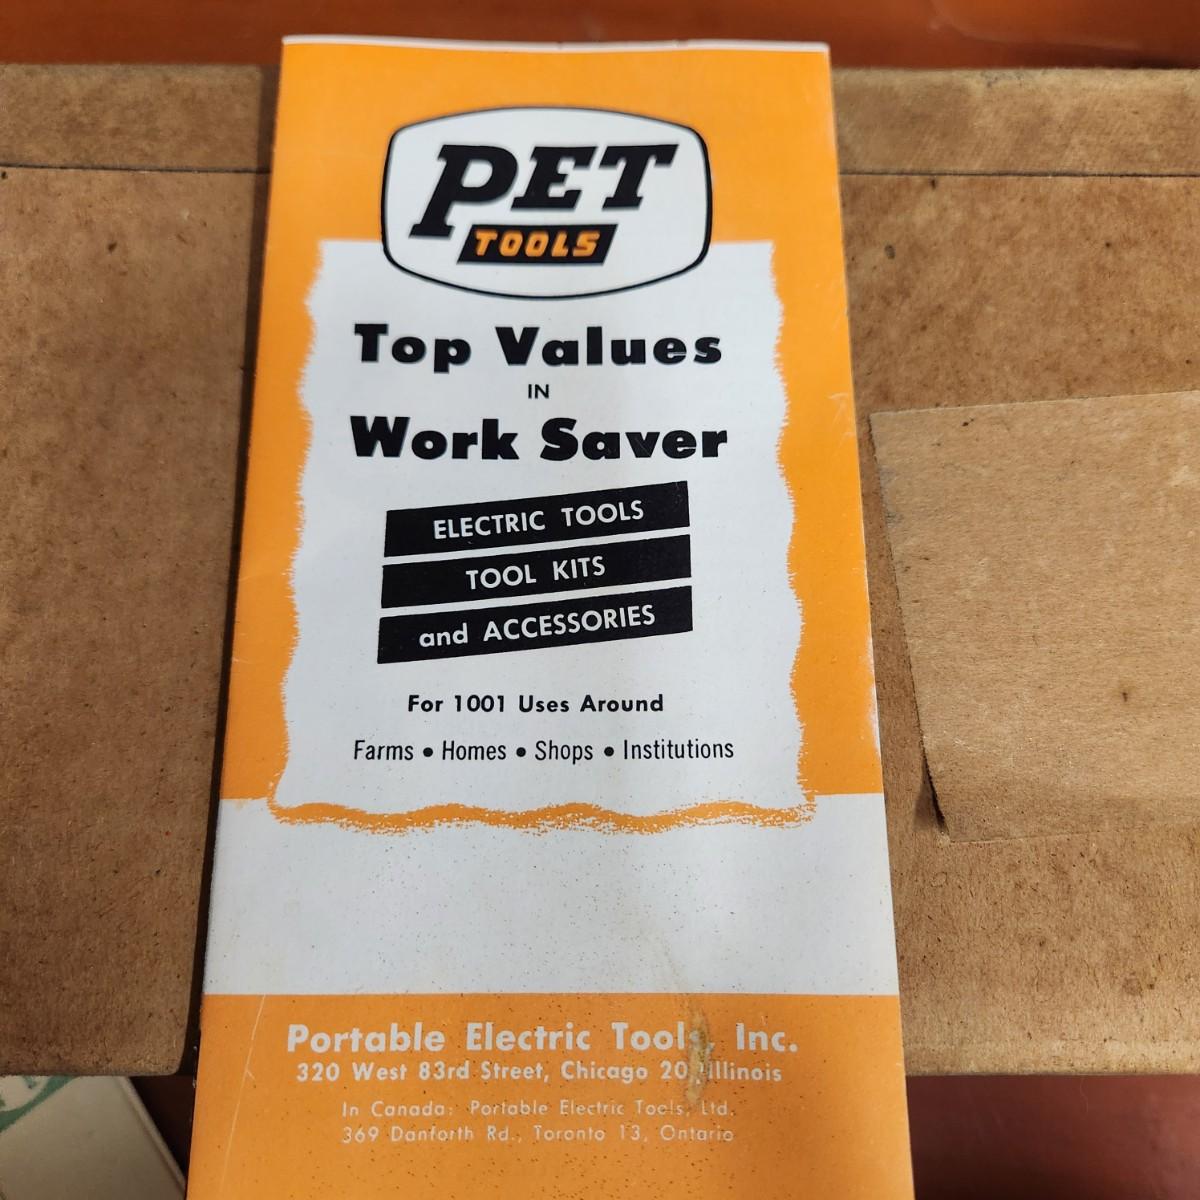 PET
TOOLS
Top Values
IN
Work Saver
ELECTRIC TOOLS
TOOL KITS
and ACCESSORIES
For 1001 Uses Around
Farms • Homes • Shops • Institutions
Portable Electric Tools, Inc.
320 West 83rd Street, Chicago 20, Illinois
In Canada: Portable Electric Tools, Ltd.
369 Danforth Rd., Toronto 13, Ontario